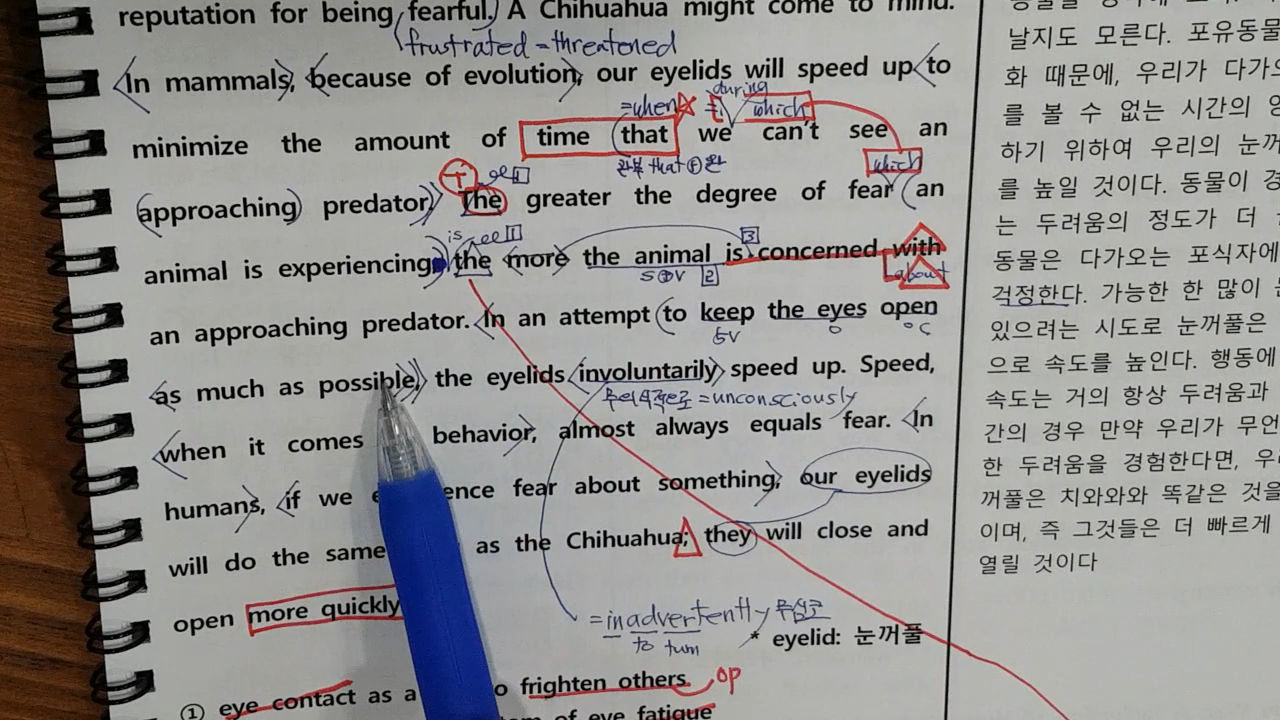 reputation for being fearful. A Chihuahua might come to mind.
frustrated = threatened
In mammals, because of evolution, our eyelids will speed up to
=when during which
minimize the amount of time that we can't see an
which
approaching predator. The greater the degree of fear an
is
animal is experiencing, the more the animal is concerned with
S V 2 about
an approaching predator. In an attempt to keep the eyes open
5V O O C
as much as possible, the eyelids involuntarily speed up. Speed,
무의식적으로 = unconsciously
when it comes behavior, almost always equals fear. In
humans, if we ence fear about something, our eyelids
will do the same as the Chihuahua; they will close and
open more quickly
= inadvertently 무심코
to turn
* eyelid: 눈꺼풀
① eye contact as a o frighten others op
of eye fatigue
날지도 모른다. 포유동물
화 때문에, 우리가 다가오
를 볼 수 없는 시간의 
하기 위하여 우리의 눈꺼
를 높일 것이다. 동물이 경
는 두려움의 정도가 더 
동물은 다가오는 포식자에
걱정한다. 가능한 한 많이 
있으려는 시도로 눈꺼풀은
으로 속도를 높인다. 행동에
속도는 거의 항상 두려움과
간의 경우 만약 우리가 무언
한 두려움을 경험한다면, 우리
꺼풀은 치와와와 똑같은 것을
이며, 즉 그것들은 더 빠르게
열릴 것이다